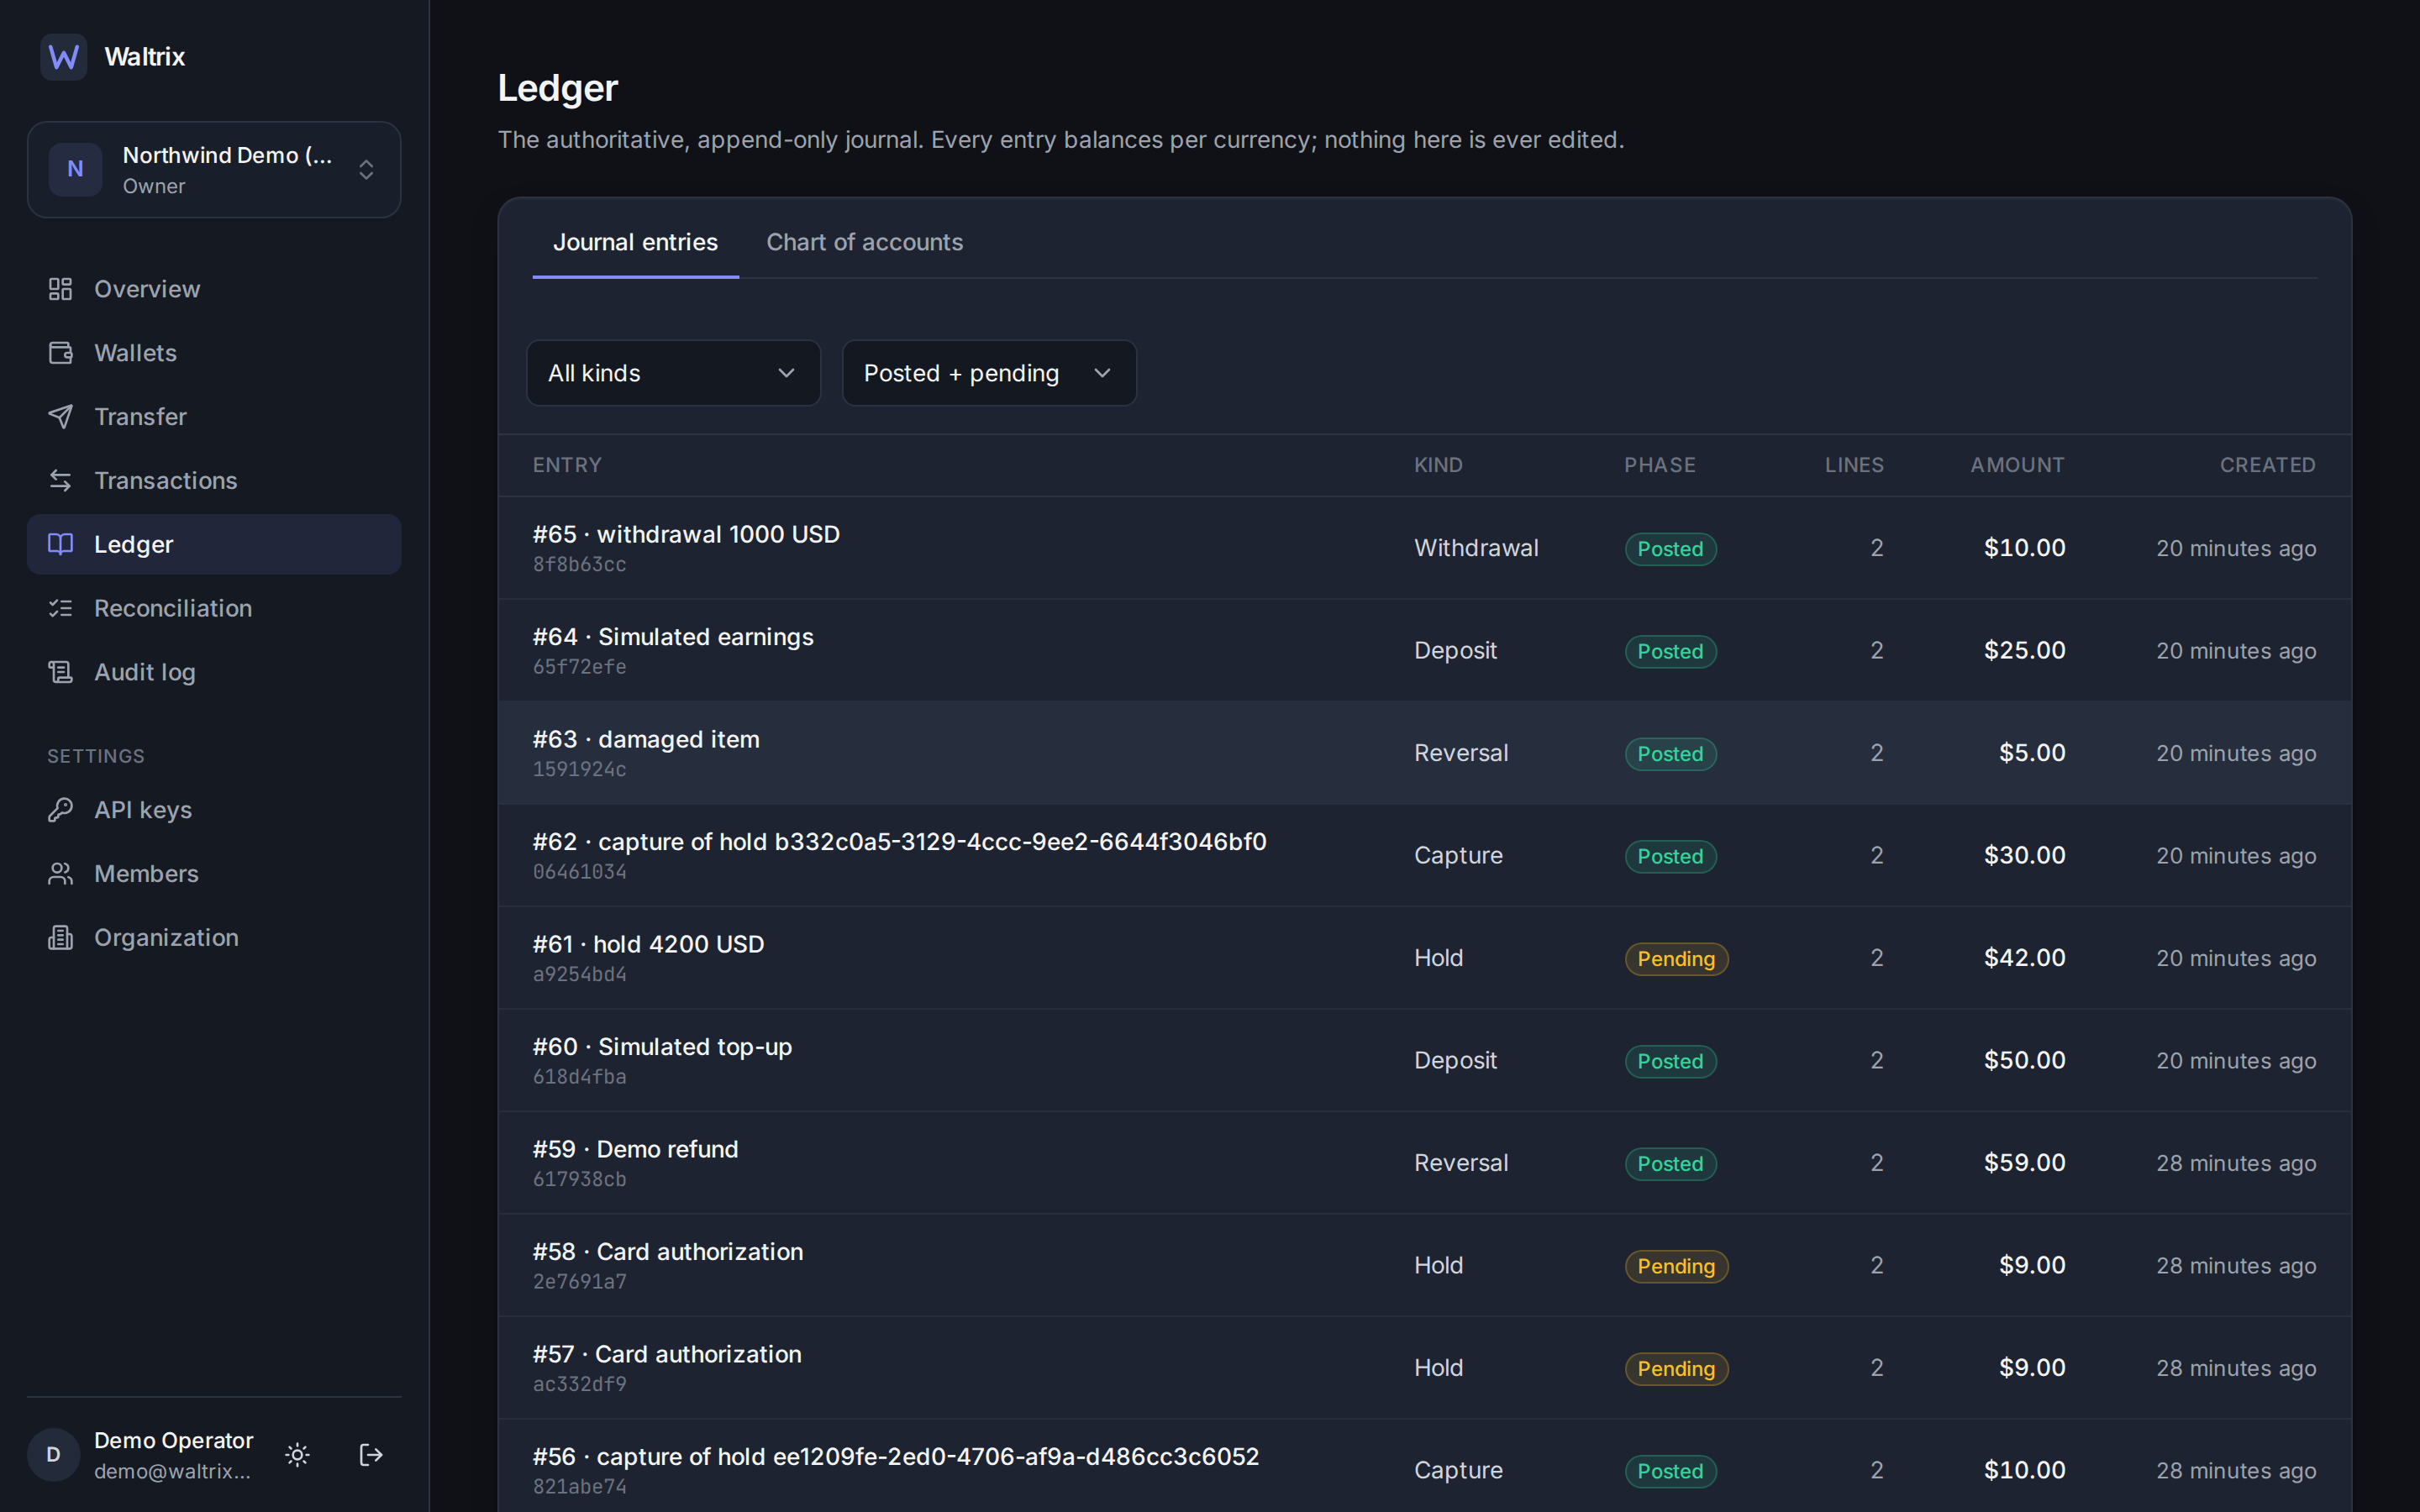 Waltrix
N
Northwind Demo (...
Owner
Overview
Wallets
Transfer
Transactions
Ledger
Reconciliation
Audit log
SETTINGS
API keys
Members
Organization
D
Demo Operator
demo@waltrix...
Ledger
The authoritative, append-only journal. Every entry balances per currency; nothing here is ever edited.
Journal entries Chart of accounts
All kinds Posted + pending
ENTRY KIND PHASE LINES AMOUNT CREATED
#65 · withdrawal 1000 USD
8f8b63cc
Withdrawal Posted 2 $10.00 20 minutes ago
#64 · Simulated earnings
65f72efe
Deposit Posted 2 $25.00 20 minutes ago
#63 · damaged item
1591924c
Reversal Posted 2 $5.00 20 minutes ago
#62 · capture of hold b332c0a5-3129-4ccc-9ee2-6644f3046bf0
06461034
Capture Posted 2 $30.00 20 minutes ago
#61 · hold 4200 USD
a9254bd4
Hold Pending 2 $42.00 20 minutes ago
#60 · Simulated top-up
618d4fba
Deposit Posted 2 $50.00 20 minutes ago
#59 · Demo refund
617938cb
Reversal Posted 2 $59.00 28 minutes ago
#58 · Card authorization
2e7691a7
Hold Pending 2 $9.00 28 minutes ago
#57 · Card authorization
ac332df9
Hold Pending 2 $9.00 28 minutes ago
#56 · capture of hold ee1209fe-2ed0-4706-af9a-d486cc3c6052
821abe74
Capture Posted 2 $10.00 28 minutes ago